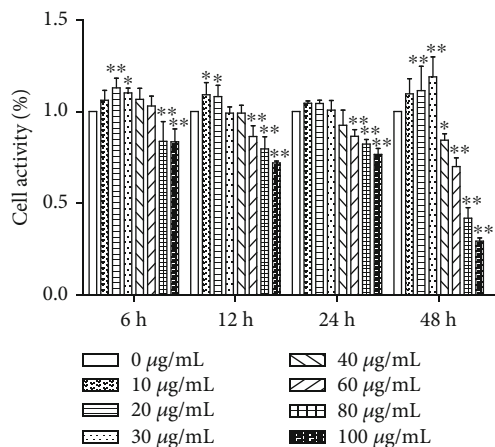 Cell activity (%)
1.5
1.0
0.5
0.0
** * ** **
* * ** ** **
** ** **
** ** * ** ** **
6 h 12 h 24 h 48 h
0 μg/mL
10 μg/mL
20 μg/mL
30 μg/mL
40 μg/mL
60 μg/mL
80 μg/mL
100 μg/mL